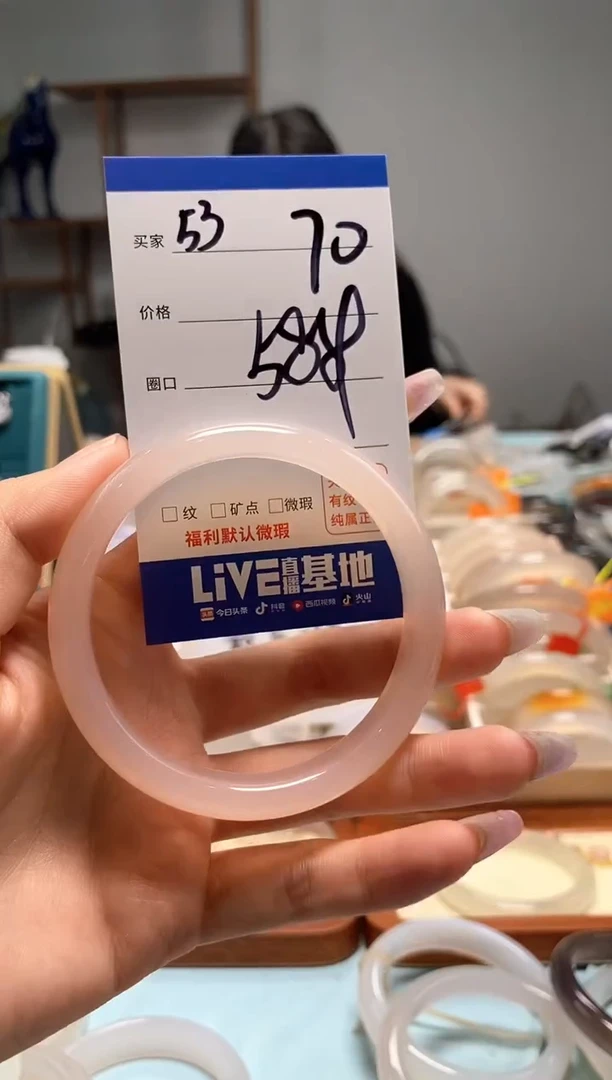 买家 53 70
价格
圈口
有纹
□ 纹 □ 矿点 □ 微瑕
纯属正
福利默认微瑕
LiVE直播基地
头条 今日头条 抖音 西瓜视频 火山